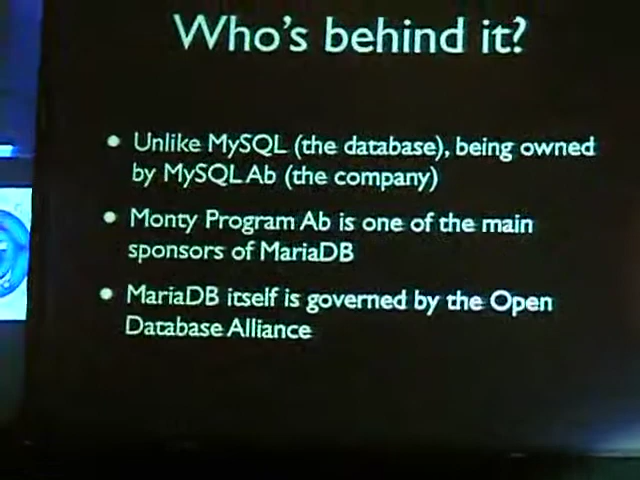 Who's behind it?
• Unlike MySQL (the database), being owned
by MySQL Ab (the company)
• Monty Program Ab is one of the main
sponsors of MariaDB
• MariaDB itself is governed by the Open
Database Alliance